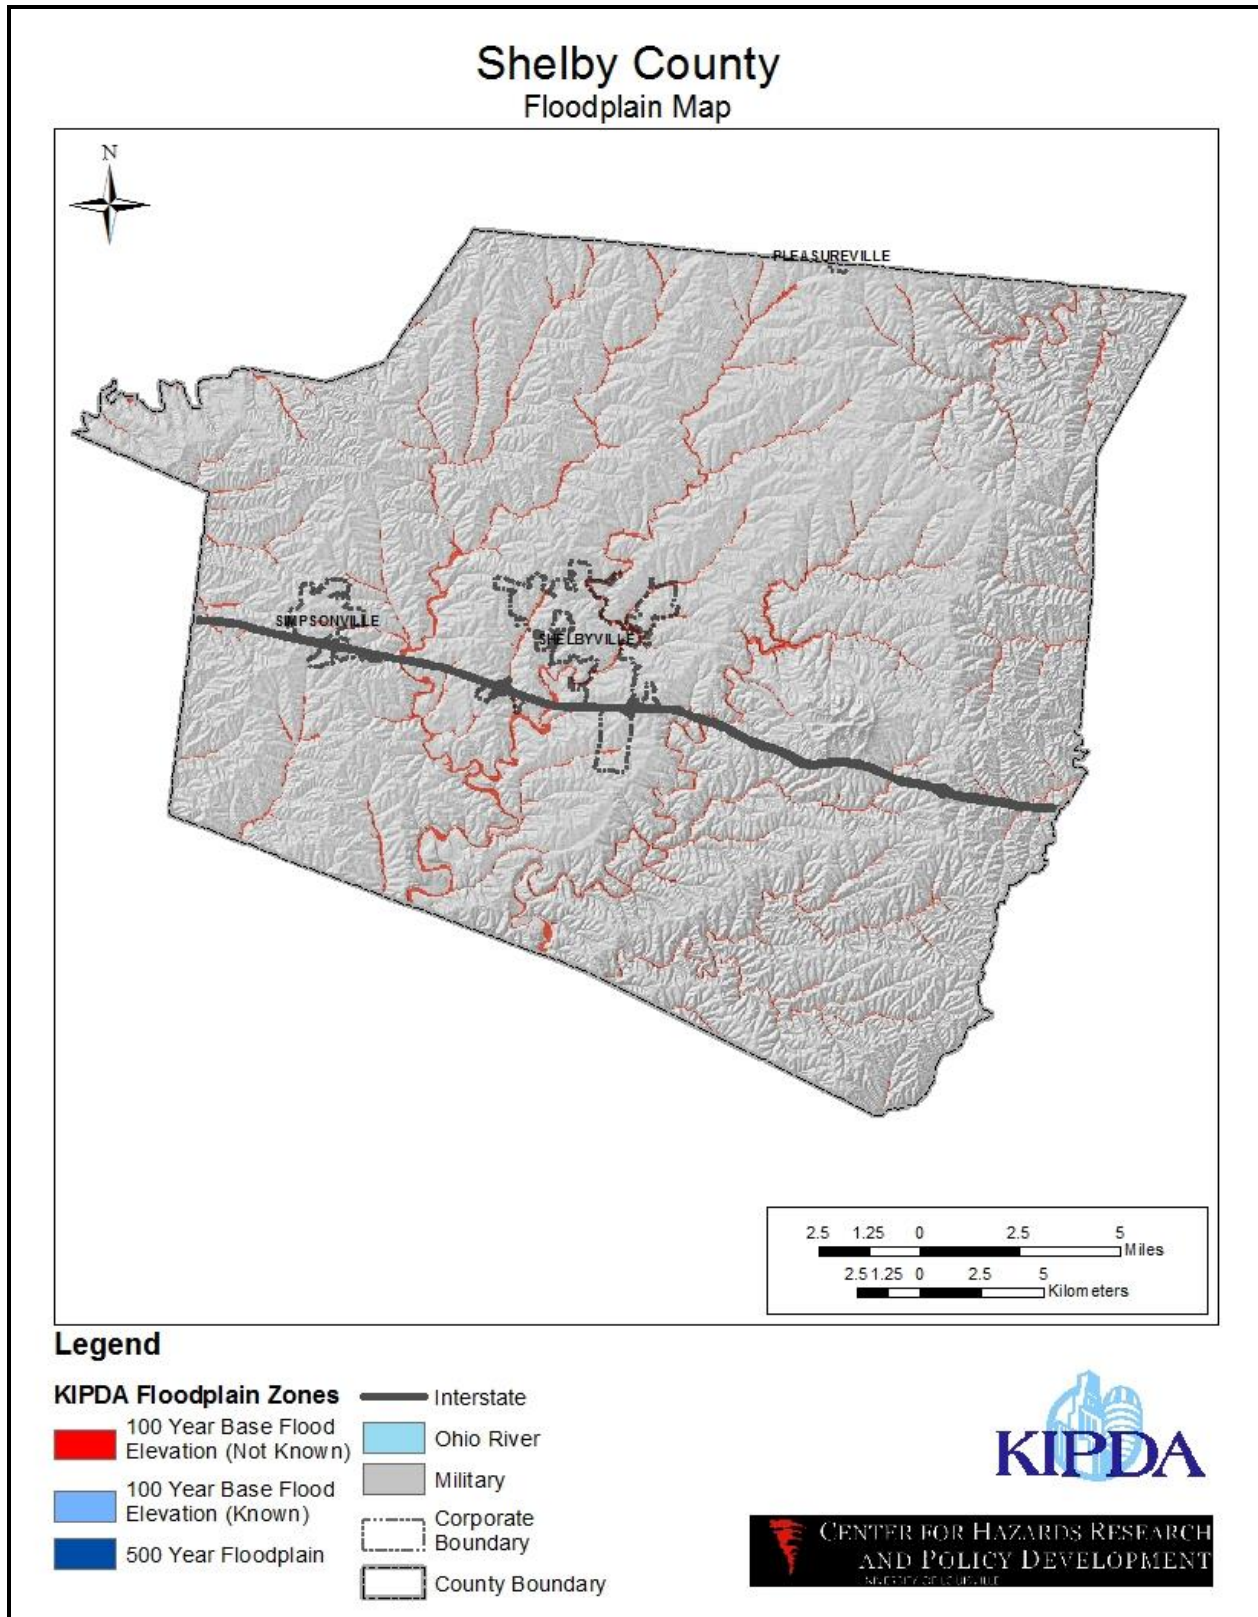 Shelby County
Floodplain Map
N
PLEASUREVILLE
SIMPSONVILLE
SHELBYVILLE
2.5 1.25 0 2.5 5
Miles
2.5 1.25 0 2.5 5
Kilometers
Legend
KIPDA Floodplain Zones
100 Year Base Flood
Elevation (Not Known)
100 Year Base Flood
Elevation (Known)
500 Year Floodplain
Interstate
Ohio River
Military
Corporate
Boundary
County Boundary
KIPDA
CENTER FOR HAZARDS RESEARCH
AND POLICY DEVELOPMENT
UNIVERSITY OF LOUISVILLE